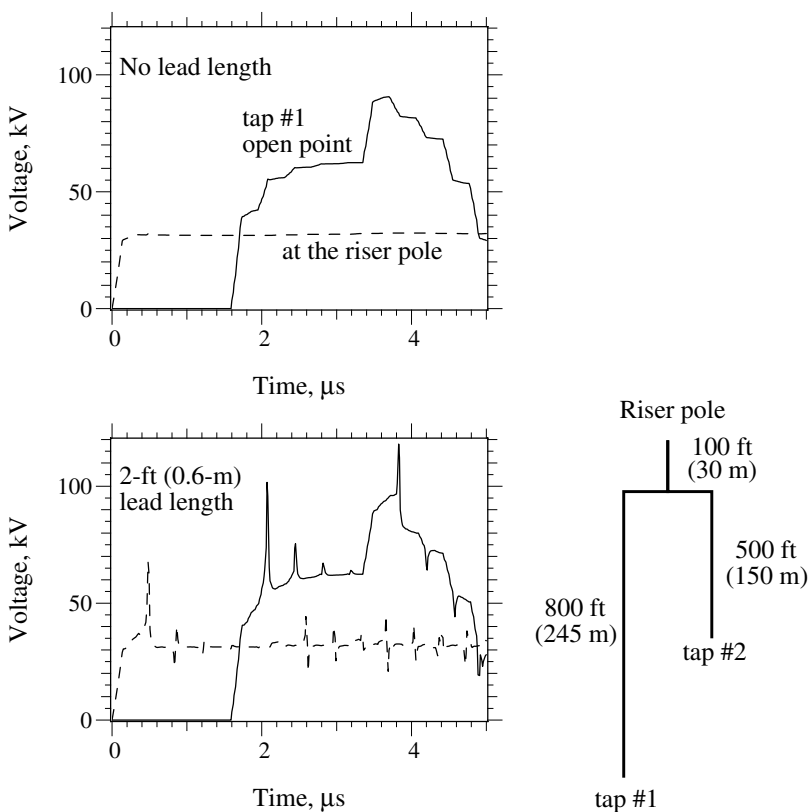 No lead length
100
50
0
Voltage, kV
tap #1
open point
at the riser pole
0
2
4
Time, μs
2-ft (0.6-m)
lead length
100
50
0
Voltage, kV
0
2
4
Time, μs
Riser pole
100 ft
(30 m)
500 ft
(150 m)
800 ft
(245 m)
tap #2
tap #1